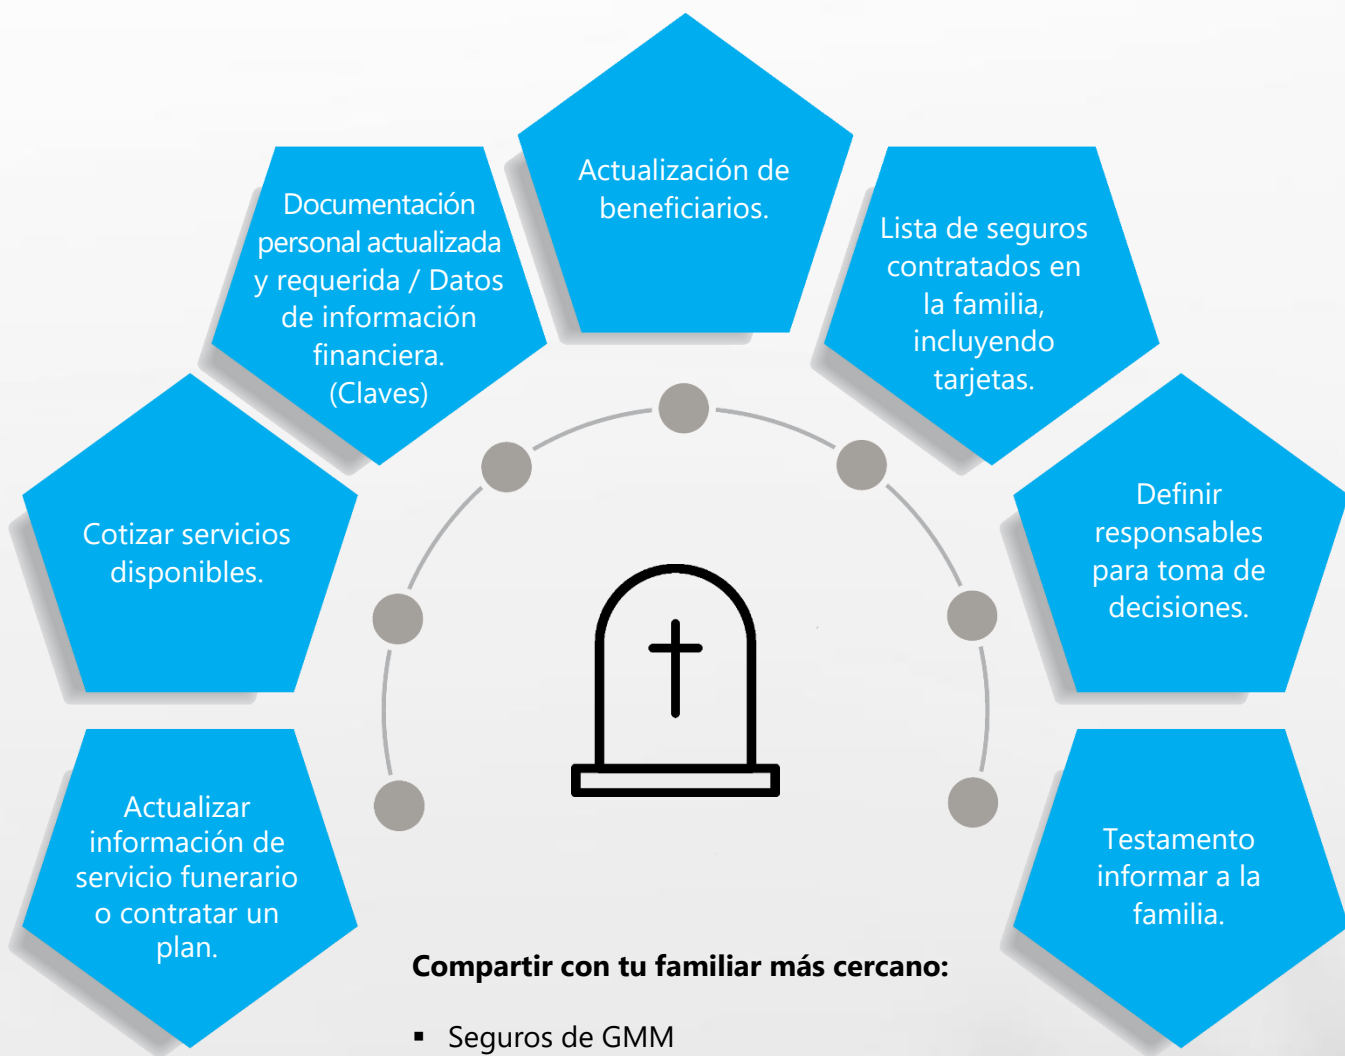 Actualización de
beneficiarios.
Documentación
personal actualizada
y requerida / Datos
de información
financiera.
(Claves)
Lista de seguros
contratados en
la familia,
incluyendo
tarjetas.
Cotizar servicios
disponibles.
Definir
responsables
para toma de
decisiones.
Actualizar
información de
servicio funerario
o contratar un
plan.
Testamento
informar a la
familia.
Compartir con tu familiar más cercano:
▪ Seguros de GMM